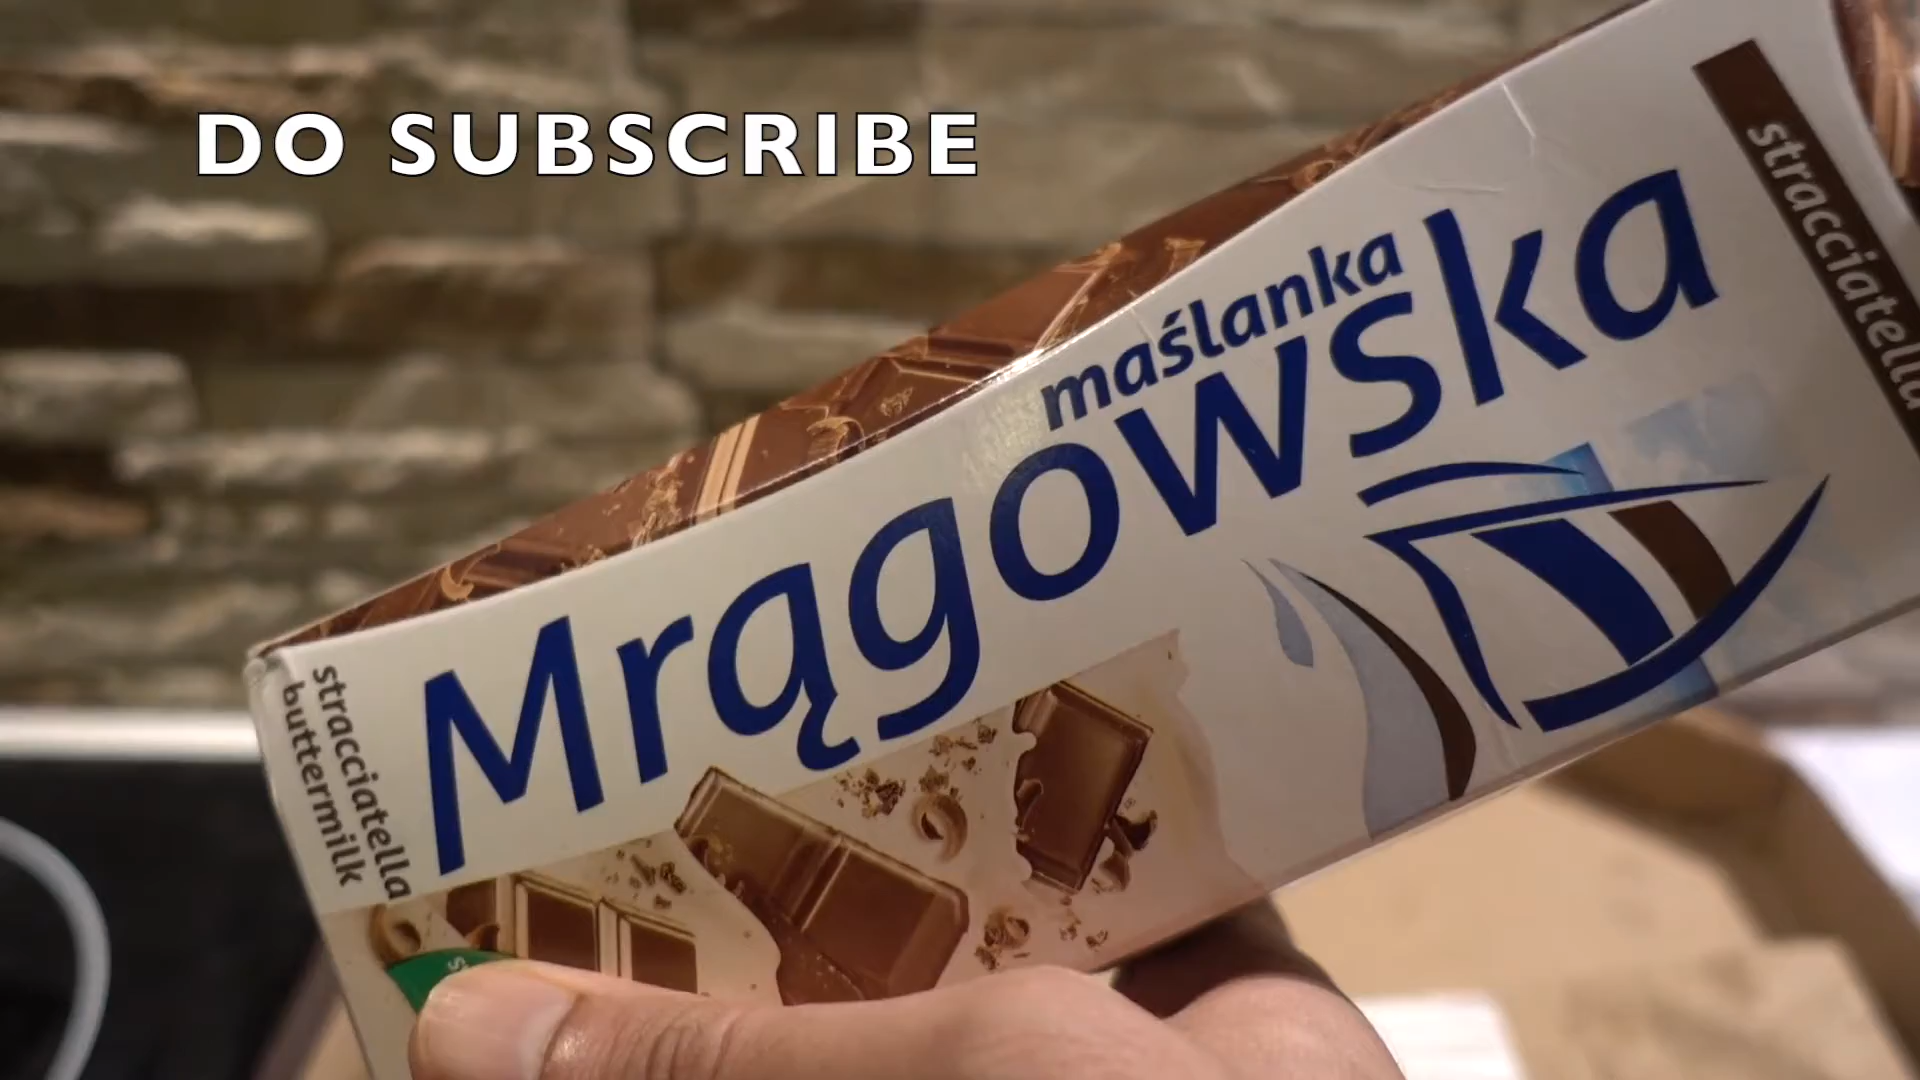 DO SUBSCRIBE
maślanka
Mrągowska
stracciatella
stracciatella
buttermilk